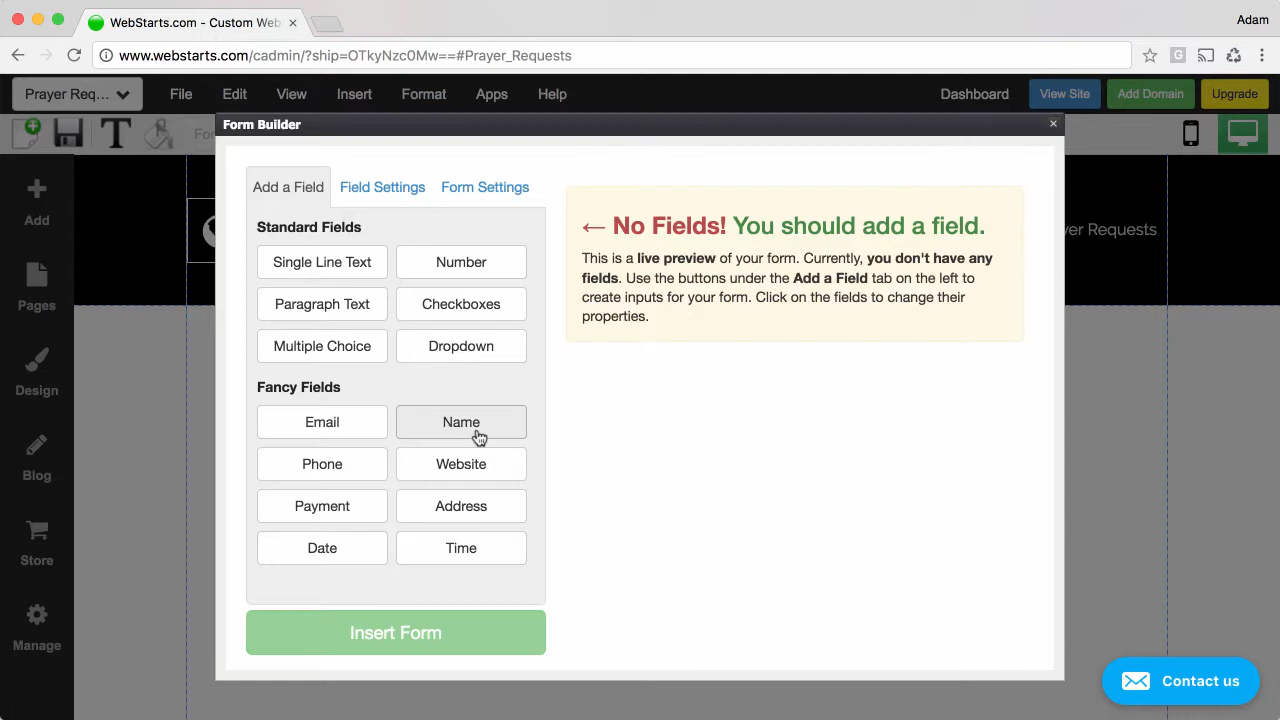 WebStarts.com - Custom Web
Adam
www.webstarts.com/cadmin/?ship=OTkyNzc0Mw==#Prayer_Requests
G
Prayer Req...
File
Edit
View
Insert
Format
Apps
Help
Dashboard
View Site
Add Domain
Upgrade
T
Form Builder
×
Add
Pages
Design
Blog
Store
Manage
Add a Field
Field Settings
Form Settings
Standard Fields
Single Line Text
Number
Paragraph Text
Checkboxes
Multiple Choice
Dropdown
Fancy Fields
Email
Name
Phone
Website
Payment
Address
Date
Time
Insert Form
← No Fields! You should add a field.
This is a live preview of your form. Currently, you don't have any
fields. Use the buttons under the Add a Field tab on the left to
create inputs for your form. Click on the fields to change their
properties.
yer Requests
Contact us